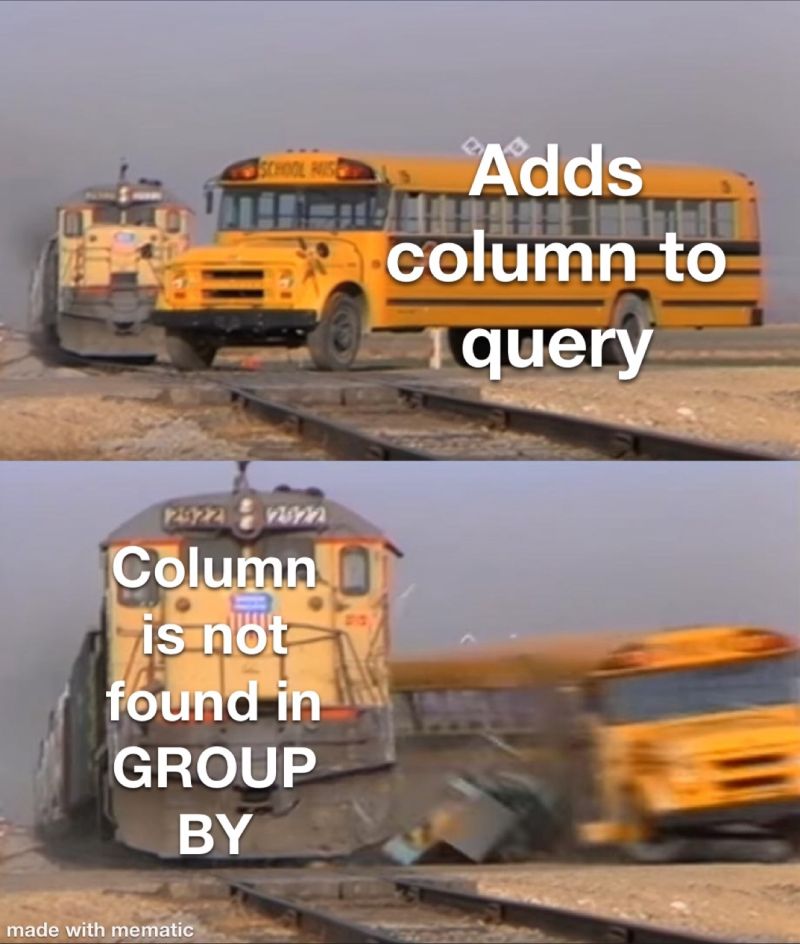 SCHOOL BUS
Adds
column to
query
2922 2922
Column
is not
found in
GROUP
BY
made with mematic